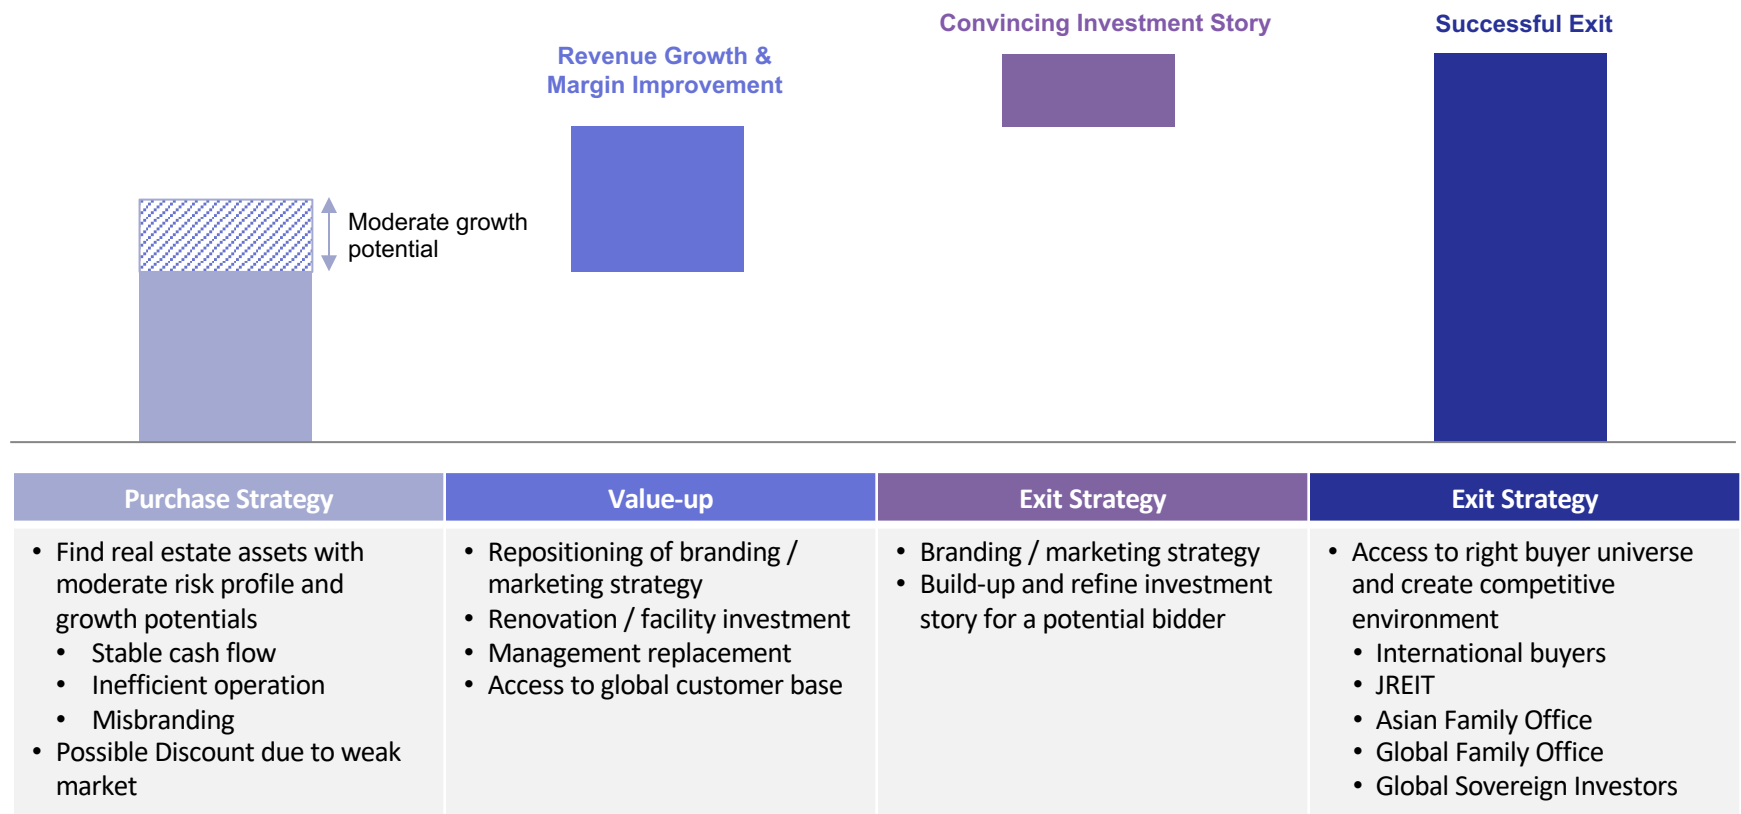 Convincing Investment Story
Successful Exit
Revenue Growth &
Margin Improvement
Moderate growth
potential
Purchase Strategy
Value-up
Exit Strategy
Exit Strategy
• Find real estate assets with
moderate risk profile and
growth potentials
• Stable cash flow
• Inefficient operation
• Misbranding
• Possible Discount due to weak
market
• Repositioning of branding /
marketing strategy
• Renovation / facility investment
• Management replacement
• Access to global customer base
• Branding / marketing strategy
• Build-up and refine investment
story for a potential bidder
• Access to right buyer universe
and create competitive
environment
• International buyers
• JREIT
• Asian Family Office
• Global Family Office
• Global Sovereign Investors